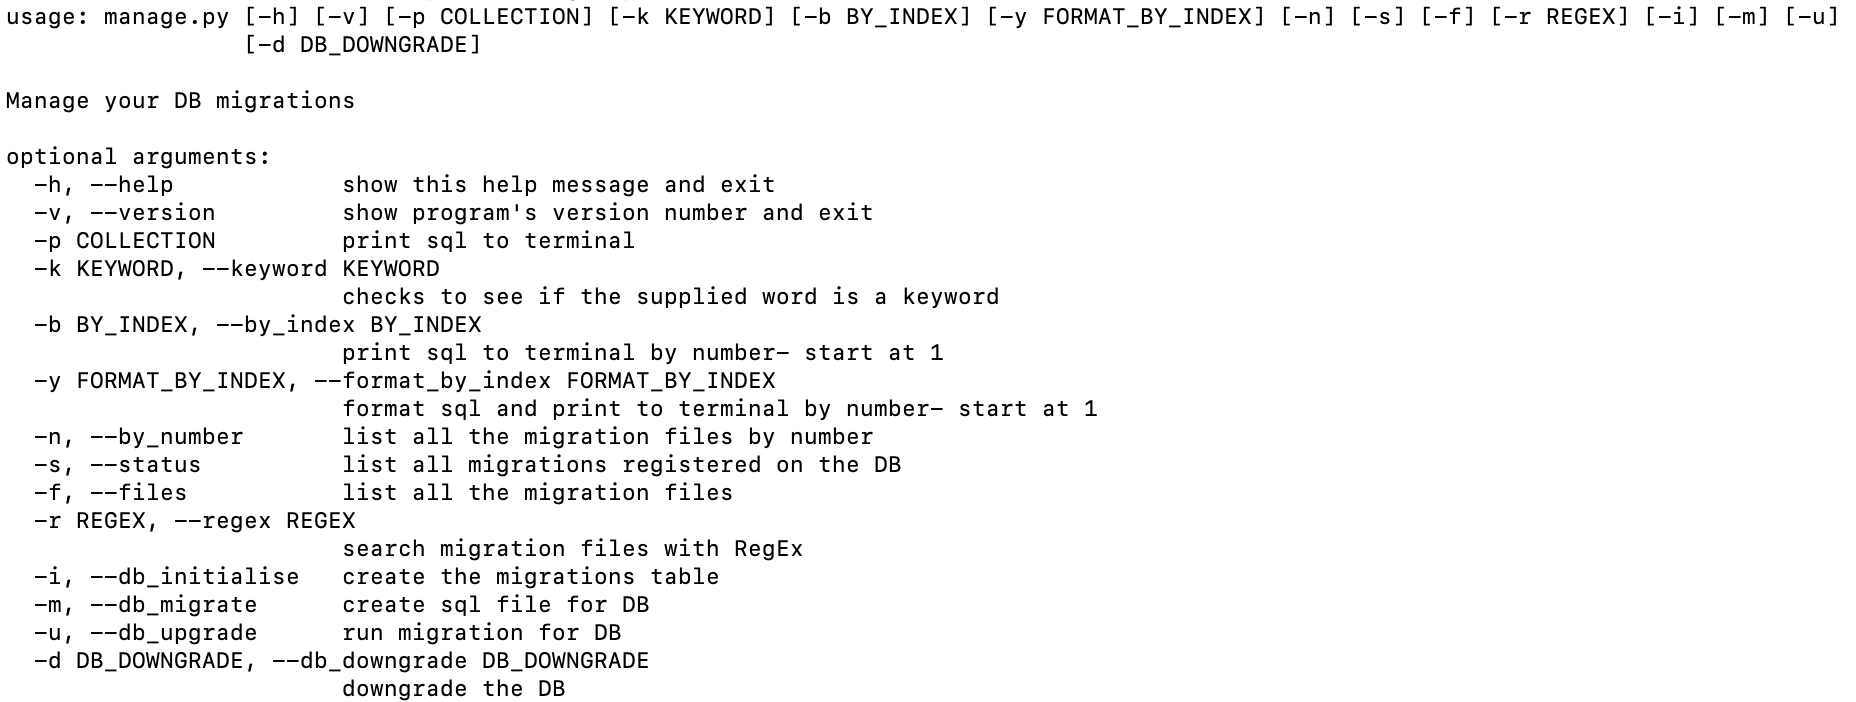 usage: manage.py [-h] [-v] [-p COLLECTION] [-k KEYWORD] [-b BY_INDEX] [-y FORMAT_BY_INDEX] [-n] [-s] [-f] [-r REGEX] [-i] [-m] [-u]
                 [-d DB_DOWNGRADE]

Manage your DB migrations

optional arguments:
  -h, --help            show this help message and exit
  -v, --version         show program's version number and exit
  -p COLLECTION         print sql to terminal
  -k KEYWORD, --keyword KEYWORD
                        checks to see if the supplied word is a keyword
  -b BY_INDEX, --by_index BY_INDEX
                        print sql to terminal by number- start at 1
  -y FORMAT_BY_INDEX, --format_by_index FORMAT_BY_INDEX
                        format sql and print to terminal by number- start at 1
  -n, --by_number       list all the migration files by number
  -s, --status          list all migrations registered on the DB
  -f, --files           list all the migration files
  -r REGEX, --regex REGEX
                        search migration files with RegEx
  -i, --db_initialise   create the migrations table
  -m, --db_migrate      create sql file for DB
  -u, --db_upgrade      run migration for DB
  -d DB_DOWNGRADE, --db_downgrade DB_DOWNGRADE
                        downgrade the DB